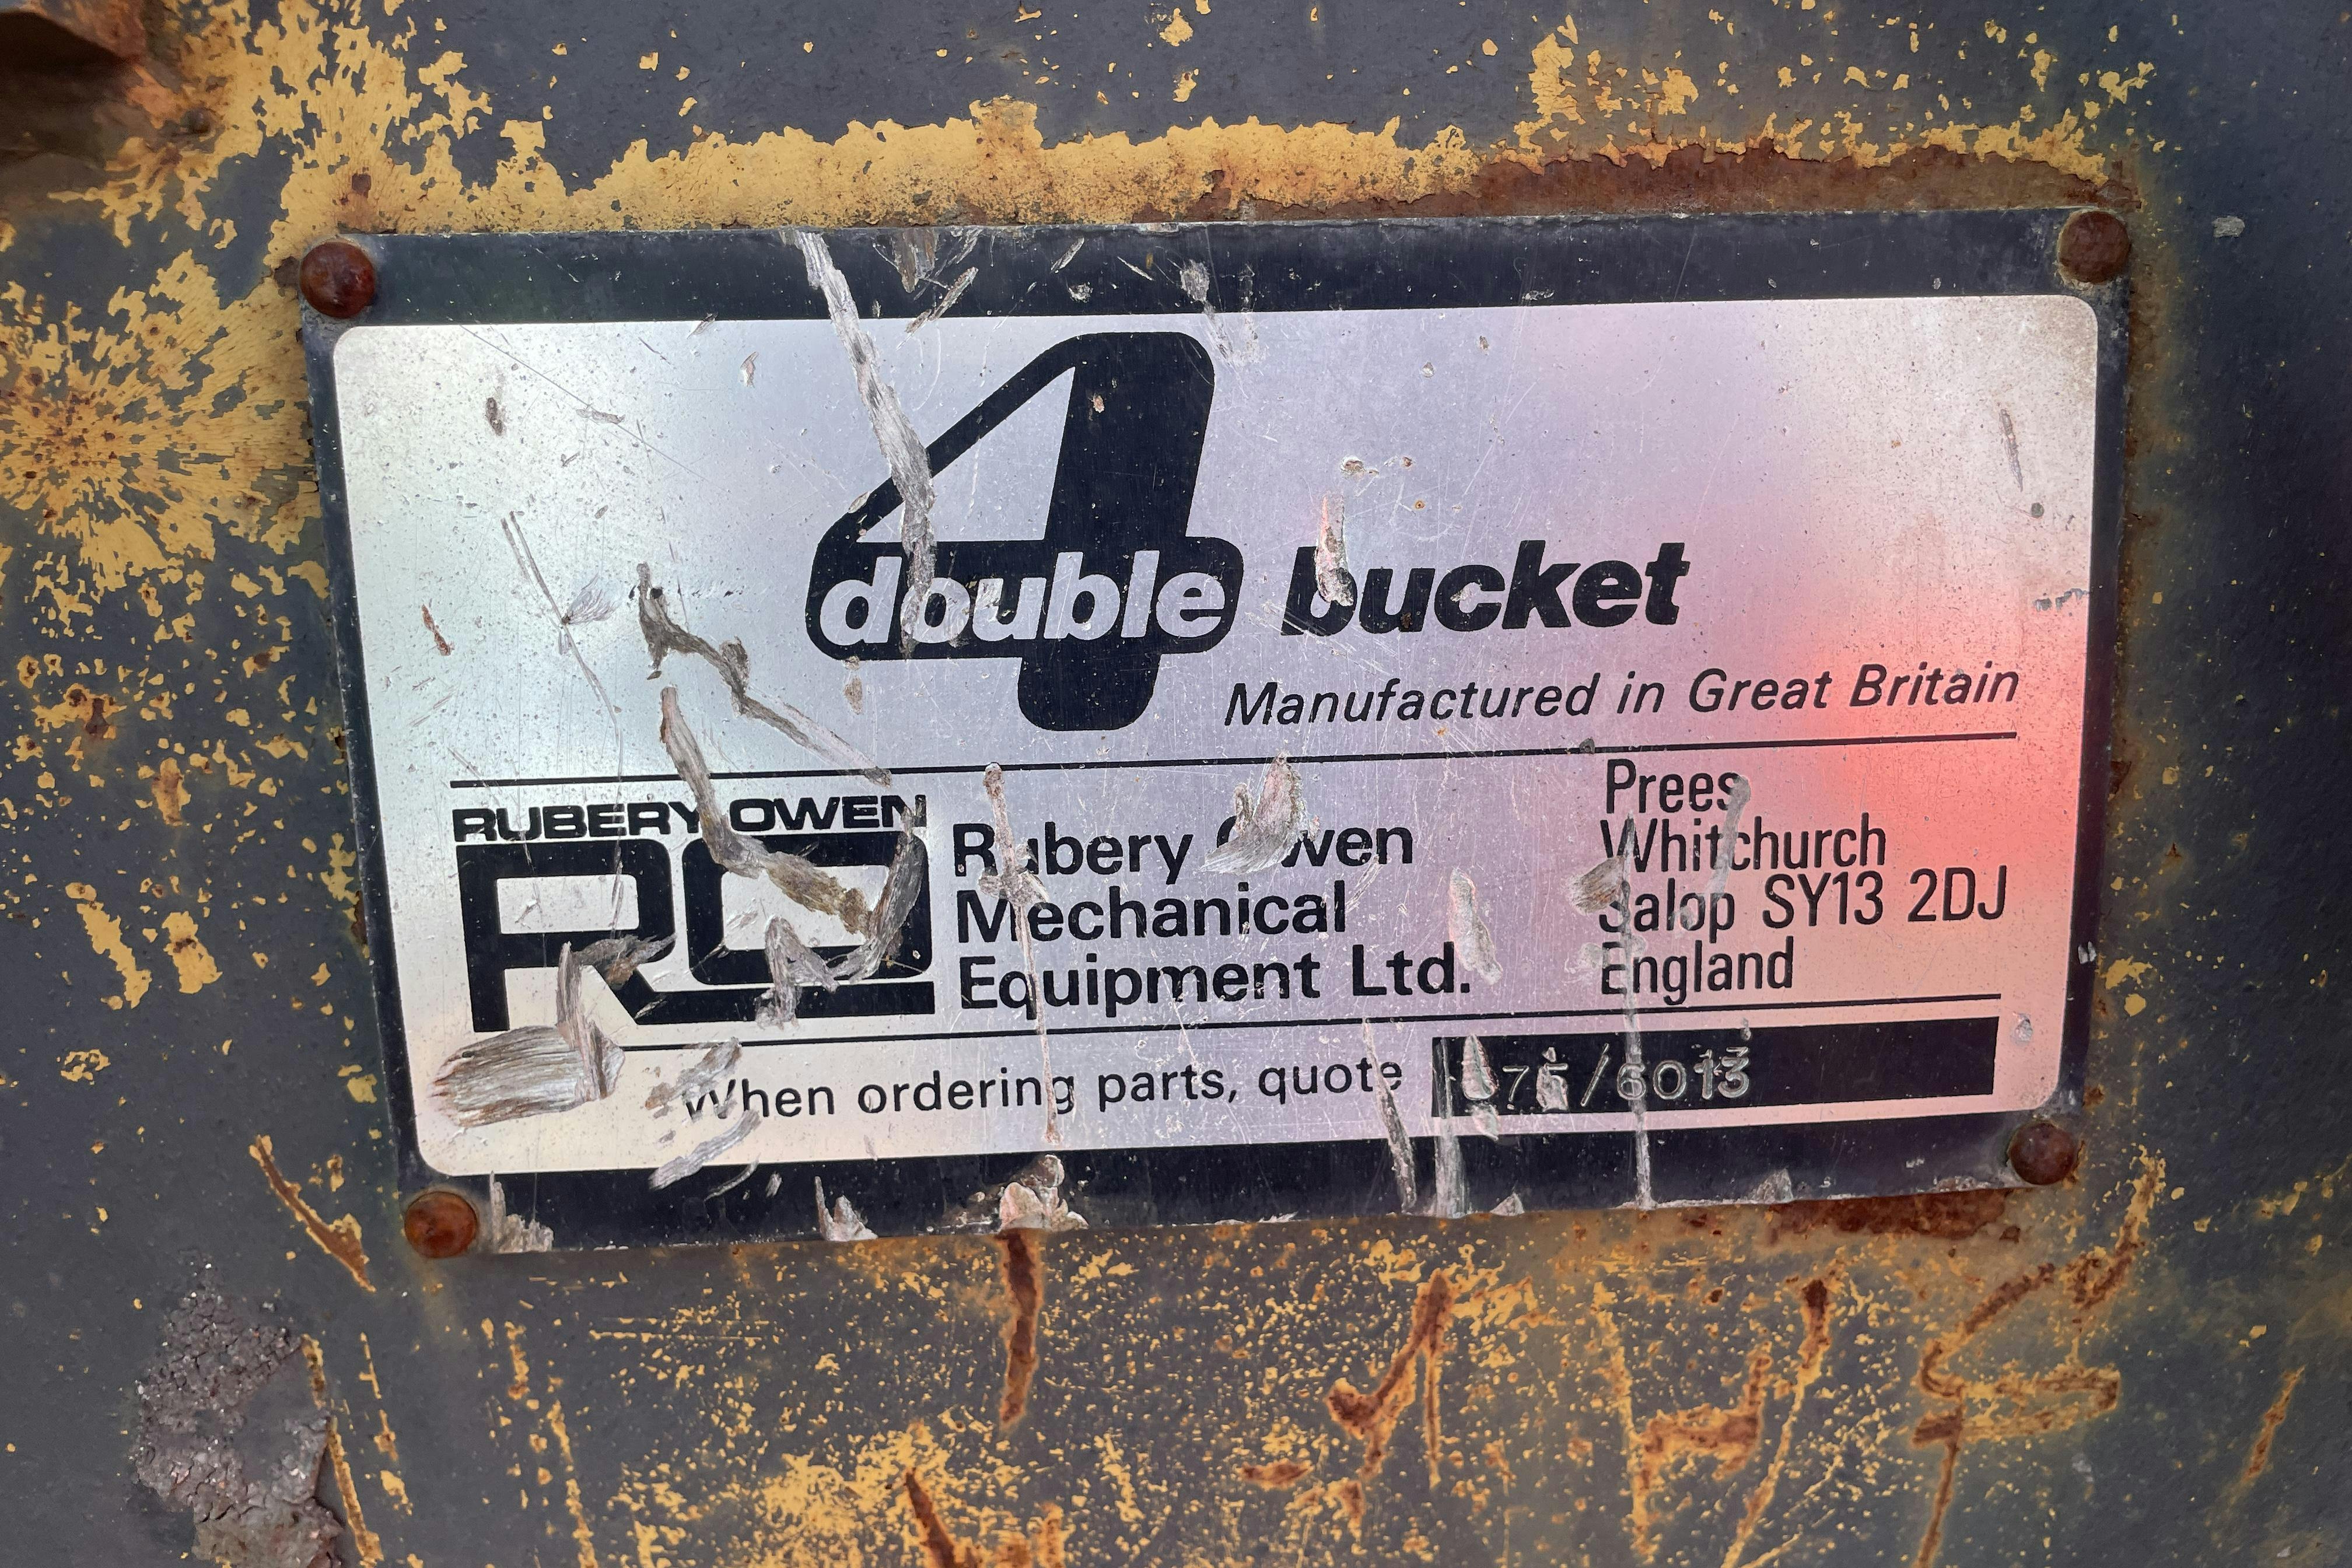 4
double bucket
Manufactured in Great Britain
RUBERY OWEN
RO
Rubery Owen
Mechanical
Equipment Ltd.
Prees
Whitchurch
Salop SY13 2DJ
England
When ordering parts, quote